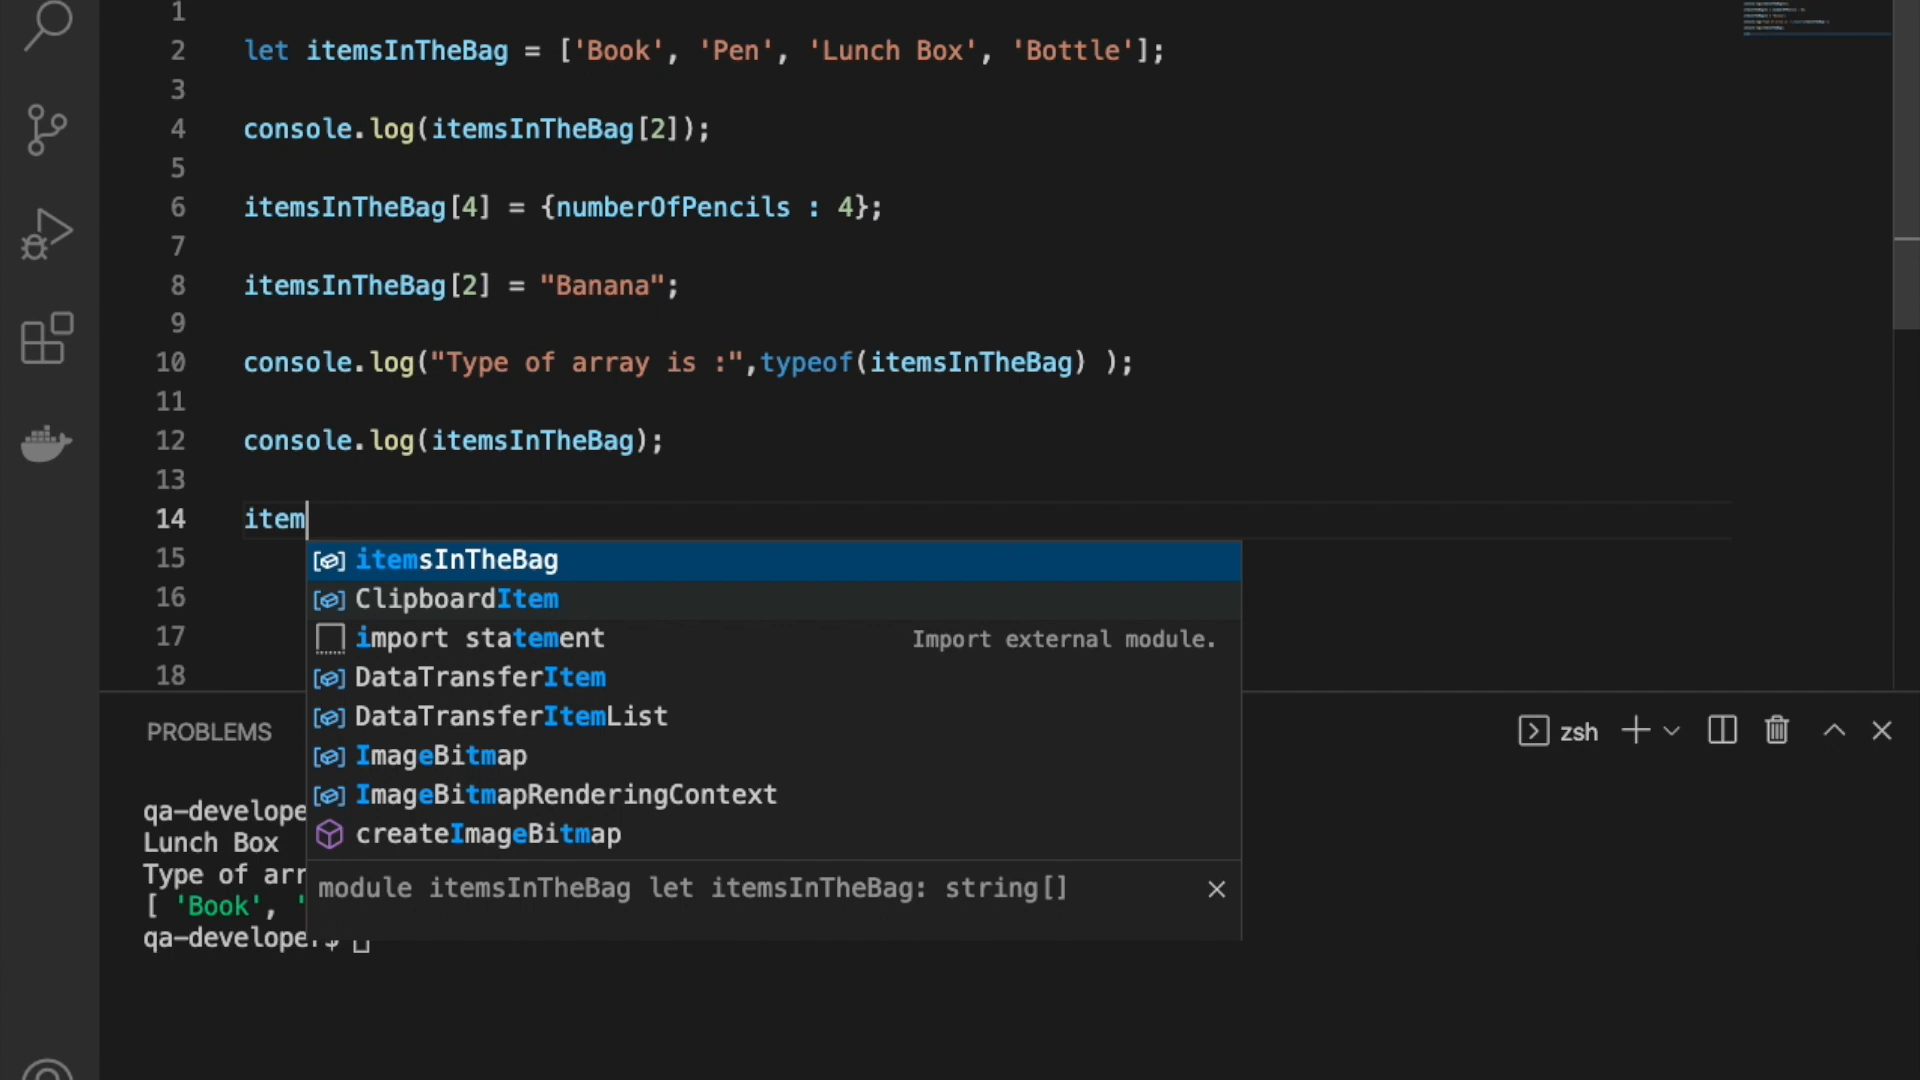 1
2 let itemsInTheBag = ['Book', 'Pen', 'Lunch Box', 'Bottle'];
3
4 console.log(itemsInTheBag[2]);
5
6 itemsInTheBag[4] = {numberOfPencils : 4};
7
8 itemsInTheBag[2] = "Banana";
9
10 console.log("Type of array is :",typeof(itemsInTheBag) );
11
12 console.log(itemsInTheBag);
13
14 item
15 itemsInTheBag
16 ClipboardItem
17 import statement Import external module.
18 DataTransferItem
DataTransferItemList
ImageBitmap
ImageBitmapRenderingContext
createImageBitmap
module itemsInTheBag let itemsInTheBag: string[]
PROBLEMS
zsh
qa-develope
Lunch Box
Type of arr
[ 'Book', '
qa-developer$